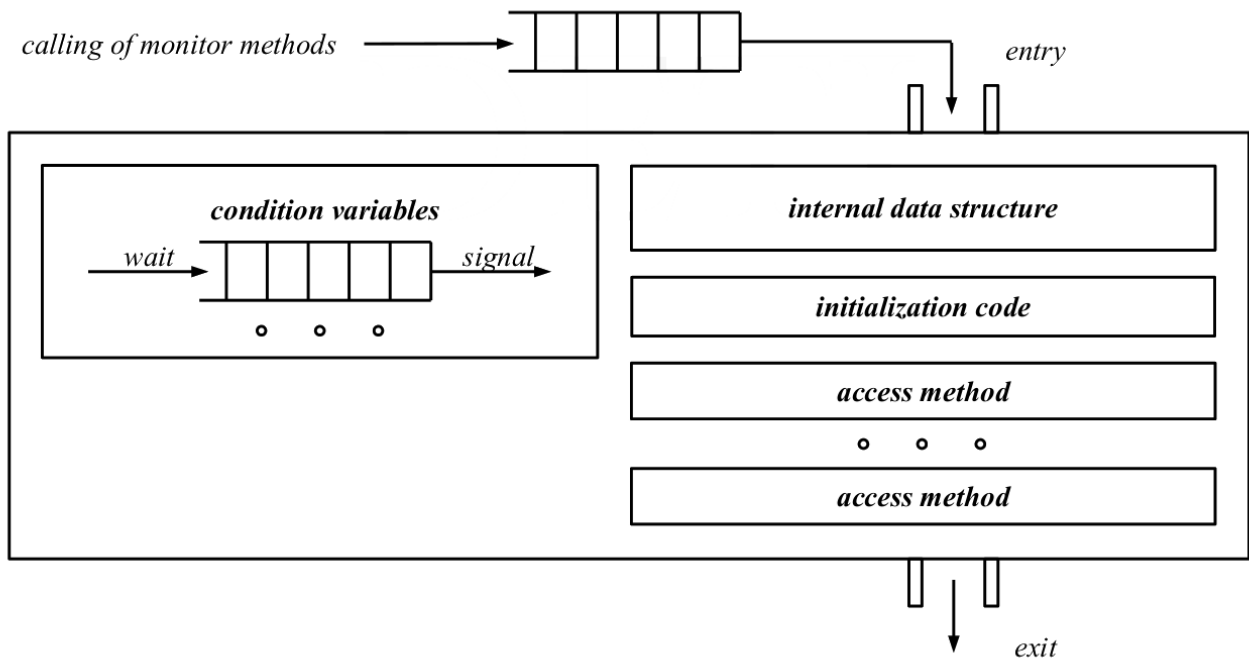 calling of monitor methods
entry
condition variables
wait
signal
internal data structure
initialization code
access method
access method
exit